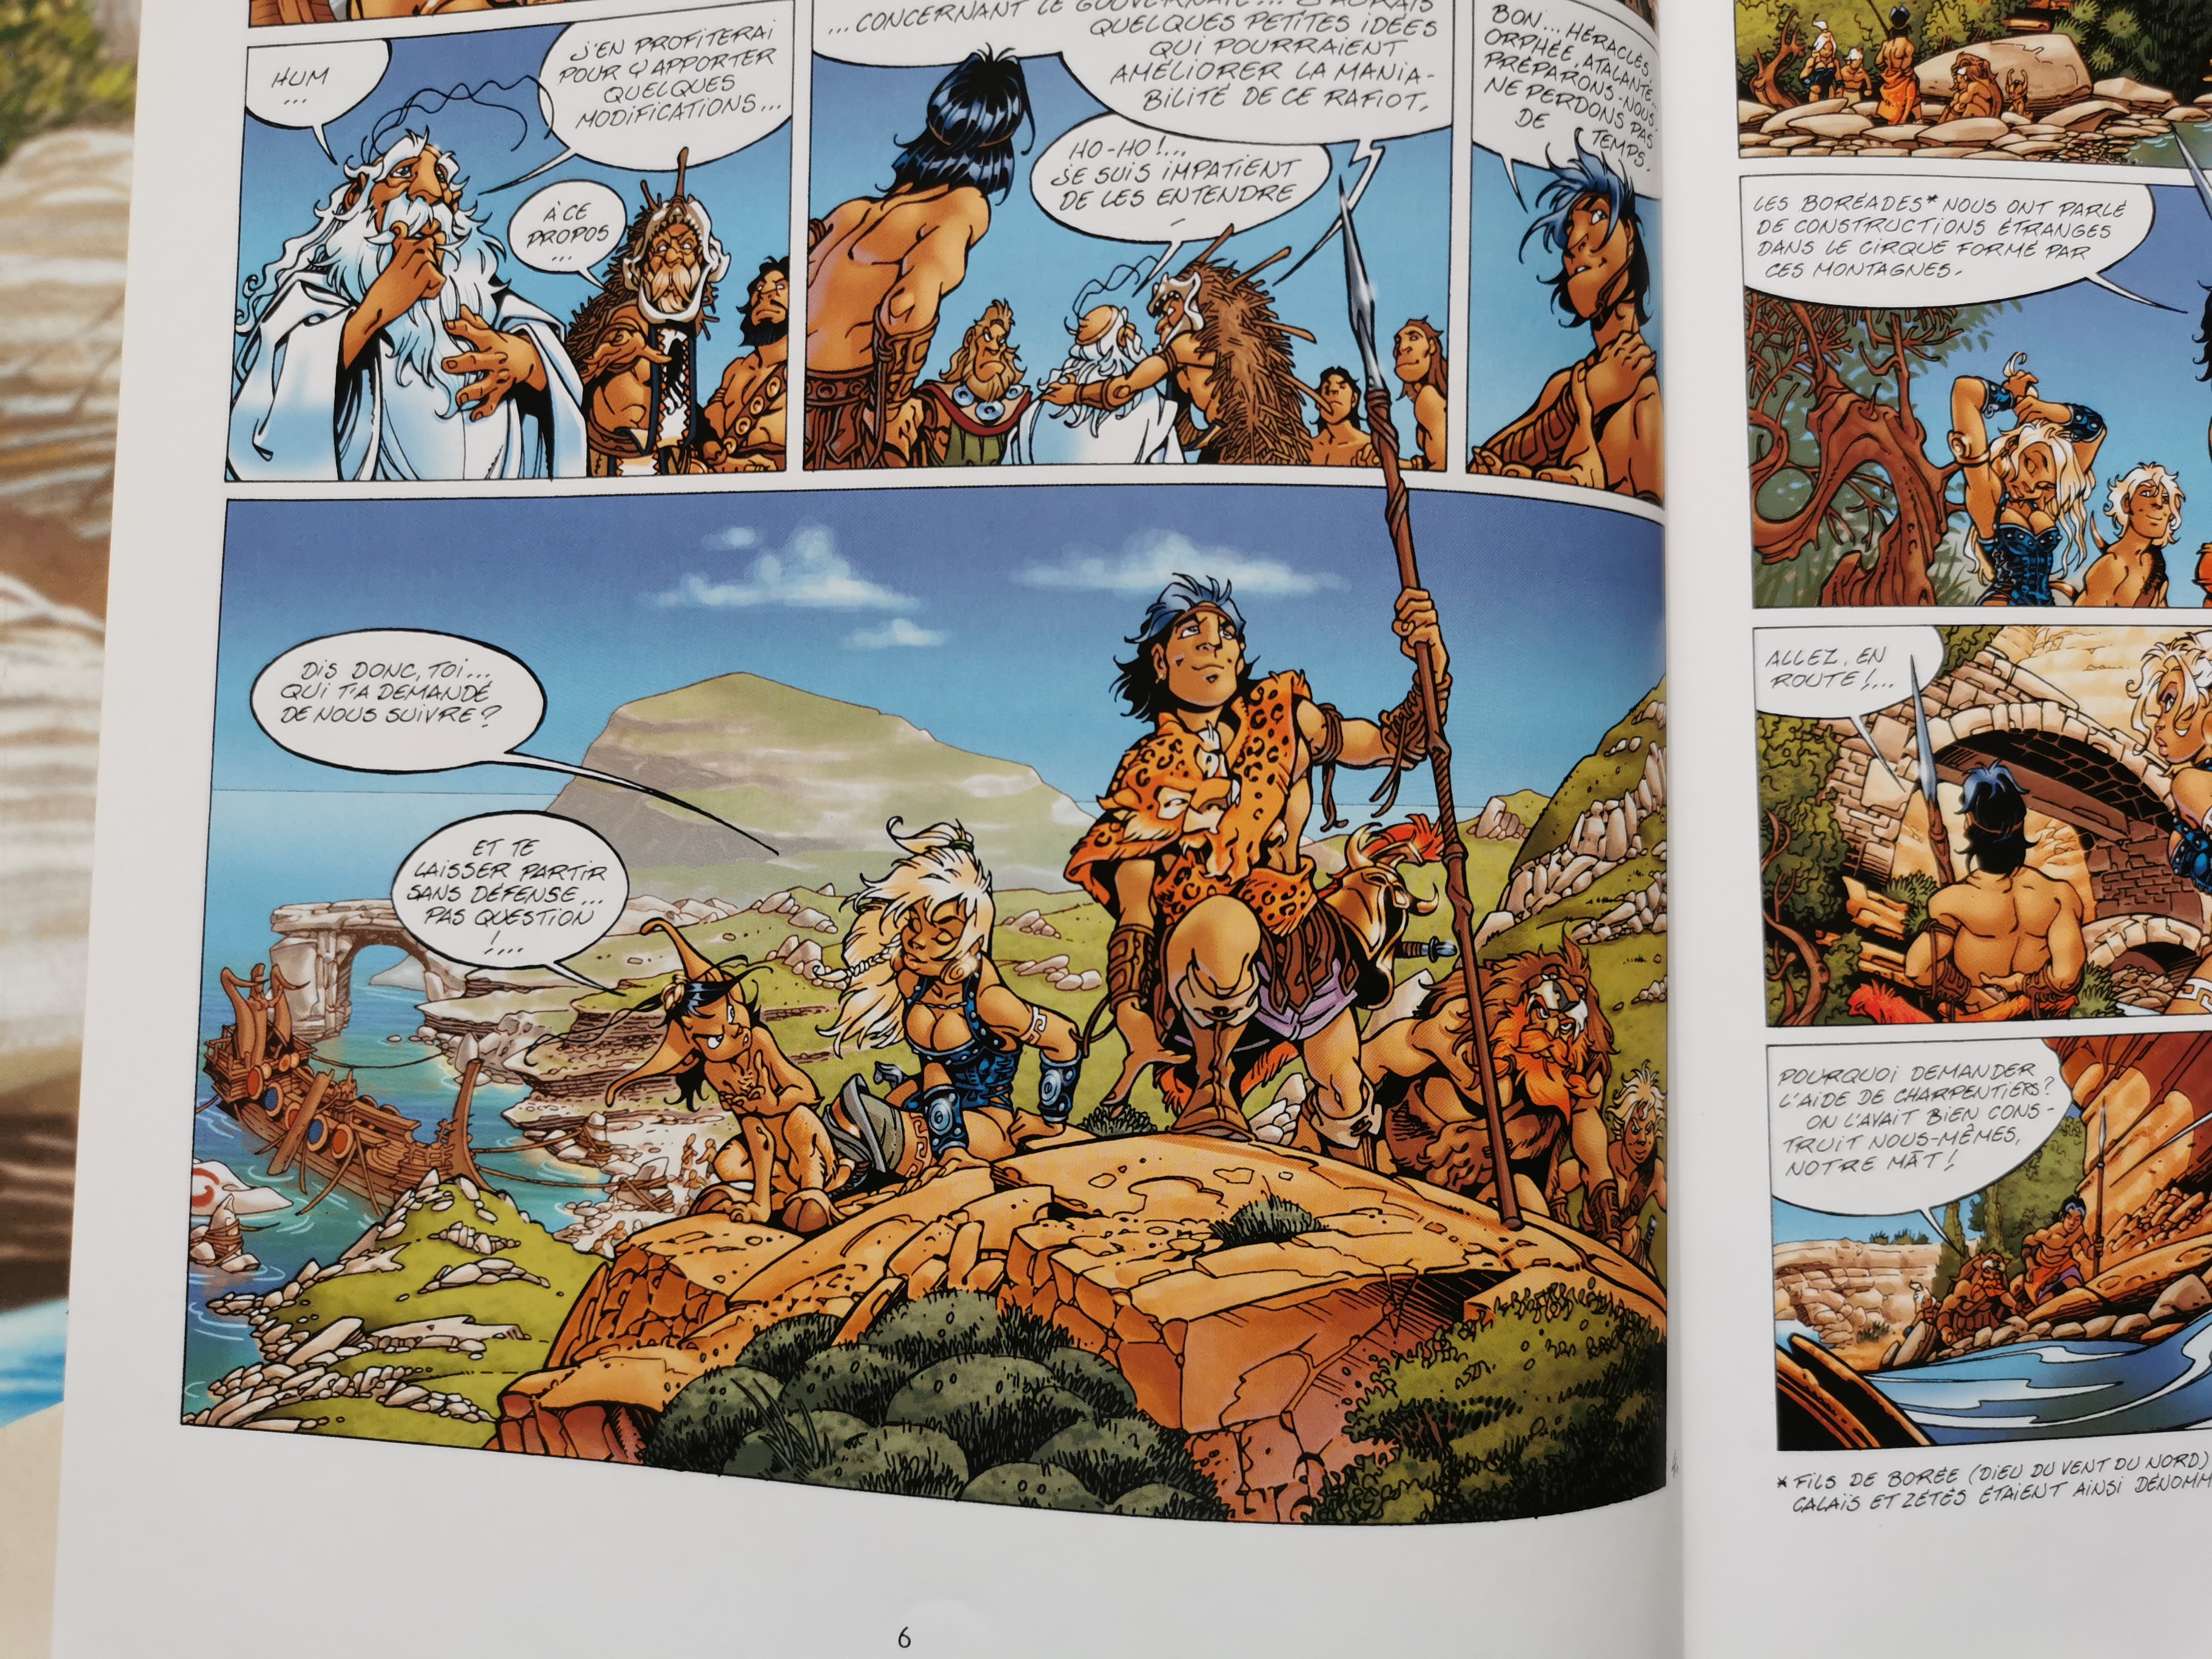 HUM
...
J'EN PROFITERAI
POUR Y APPORTER
QUELQUES
MODIFICATIONS...
À CE
PROPOS
...
...CONCERNANT LE GOUVERNAIL... J'AURAIS
QUELQUES PETITES IDÉES
QUI POURRAIENT
AMÉLIORER LA MANIA-
BILITÉ DE CE RAFIOT.
HO-HO!...
JE SUIS IMPATIENT
DE LES ENTENDRE
BON... HÉRACLÈS,
ORPHÉE, ATALANTE...
PRÉPARONS-NOUS.
NE PERDONS PAS
DE TEMPS.
DIS DONC, TOI...
QUI T'A DEMANDÉ
DE NOUS SUIVRE?
ET TE
LAISSER PARTIR
SANS DÉFENSE...
PAS QUESTION
!....
6
LES BORÉADES* NOUS ONT PARLÉ
DE CONSTRUCTIONS ÉTRANGES
DANS LE CIRQUE FORMÉ PAR
CES MONTAGNES.
ALLEZ, EN
ROUTE!...
POURQUOI DEMANDER
L'AIDE DE CHARPENTIERS?
ON L'AVAIT BIEN CONS-
TRUIT NOUS-MÊMES,
NOTRE MÂT!
* FILS DE BORÉE (DIEU DU VENT DU NORD)
CALAÏS ET ZÉTÈS ÉTAIENT AINSI DÉNOMM